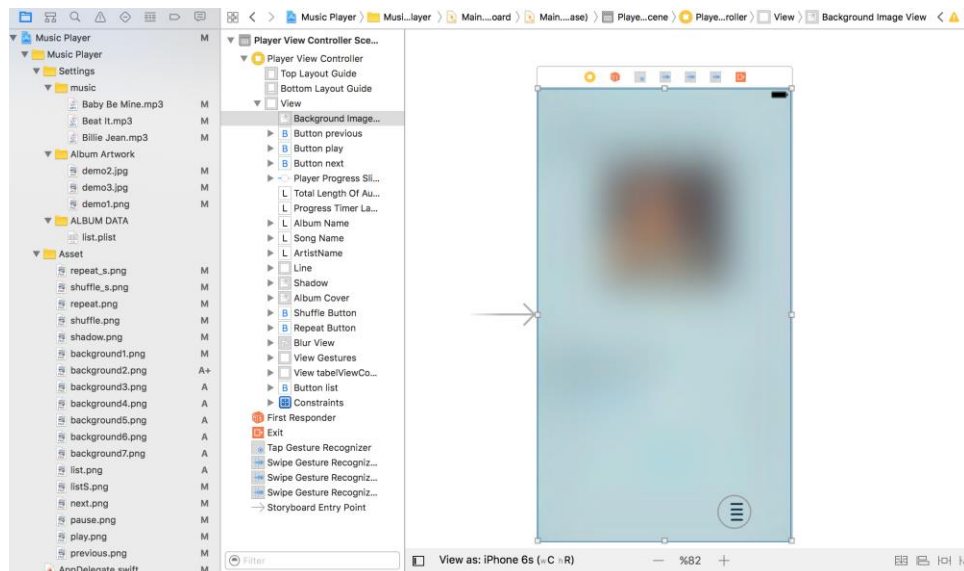 Music Player 〉 Musi...layer 〉 Main....oard 〉 Main....ase) 〉 Playe...cene 〉 Playe...roller 〉 View 〉 Background Image View
Music Player M
Music Player
Settings
music
Baby Be Mine.mp3 M
Beat It.mp3 M
Billie Jean.mp3 M
Album Artwork
demo2.jpg M
demo3.jpg M
demo1.png M
ALBUM DATA
list.plist
Asset
repeat_s.png M
shuffle_s.png M
repeat.png M
shuffle.png M
shadow.png M
background1.png M
background2.png A+
background3.png A
background4.png A
background5.png A
background6.png A
background7.png A
list.png A
listS.png M
next.png M
pause.png M
play.png M
previous.png M
AppDelegate.swift M
Player View Controller Sce...
Player View Controller
Top Layout Guide
Bottom Layout Guide
View
Background Image...
B Button previous
B Button play
B Button next
Player Progress Sli...
L Total Length Of Au...
L Progress Timer La...
L Album Name
L Song Name
L ArtistName
Line
Shadow
Album Cover
B Shuffle Button
B Repeat Button
Blur View
View Gestures
View tabelViewCo...
B Button list
Constraints
First Responder
Exit
Tap Gesture Recognizer
Swipe Gesture Recogniz...
Swipe Gesture Recogniz...
Swipe Gesture Recogniz...
Storyboard Entry Point
Filter
View as: iPhone 6s (wC hR) — %82 +